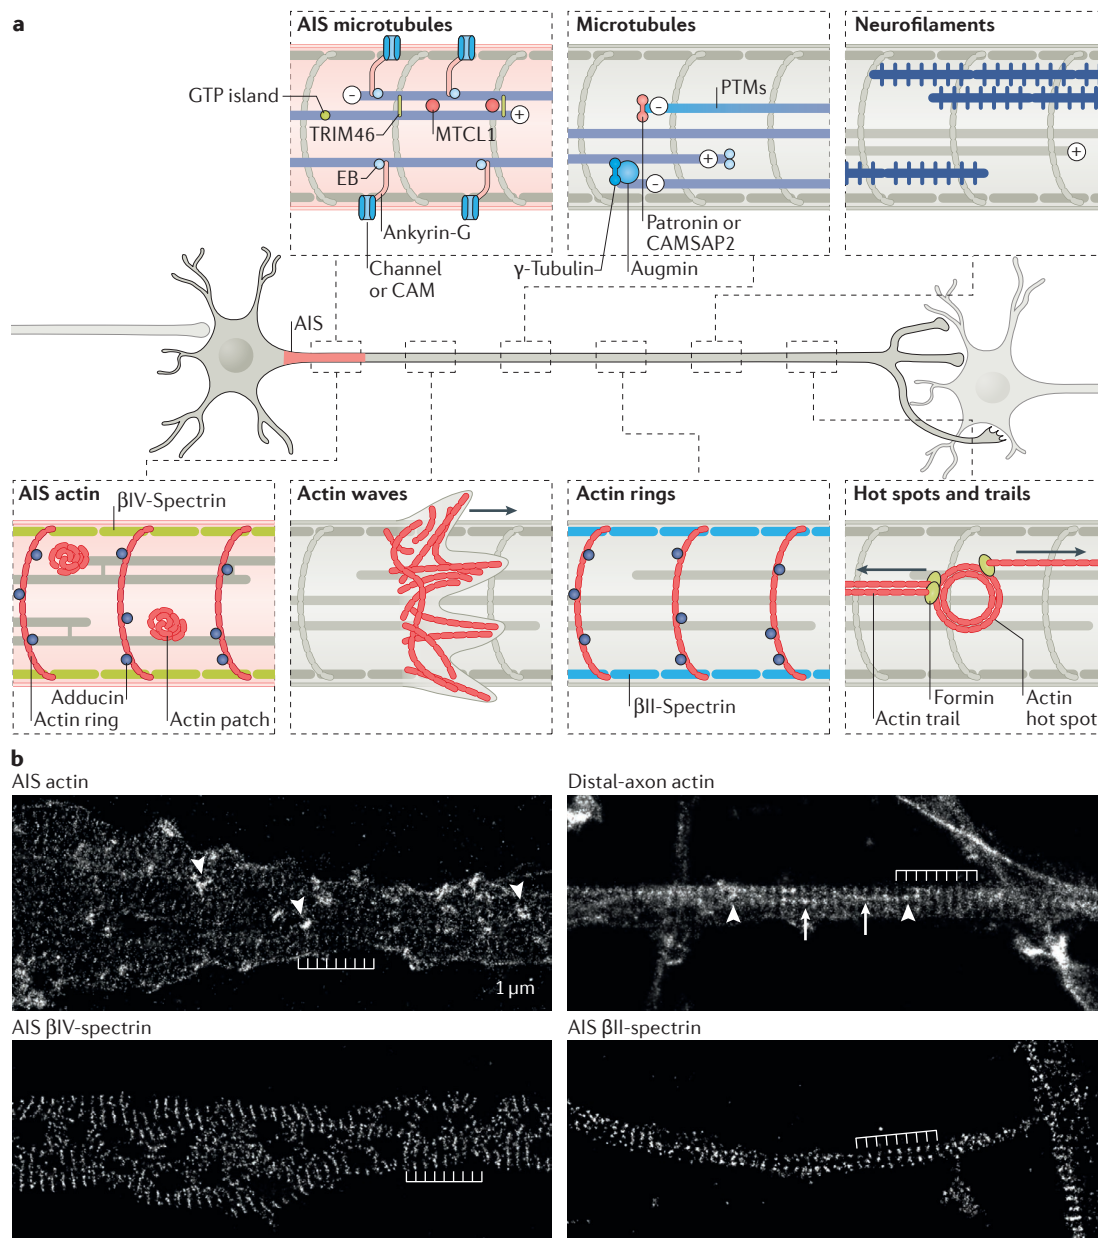 a
AIS microtubules
Microtubules
Neurofilaments
GTP island
−
+
TRIM46
MTCL1
EB
Ankyrin-G
Channel
or CAM
−
PTMs
+
−
Patronin or
CAMSAP2
γ-Tubulin
Augmin
+
AIS
AIS actin
βIV-Spectrin
Adducin
Actin ring
Actin patch
Actin waves
Actin rings
βII-Spectrin
Hot spots and trails
Formin
Actin trail
Actin
hot spot
b
AIS actin
Distal-axon actin
1 μm
AIS βIV-spectrin
AIS βII-spectrin